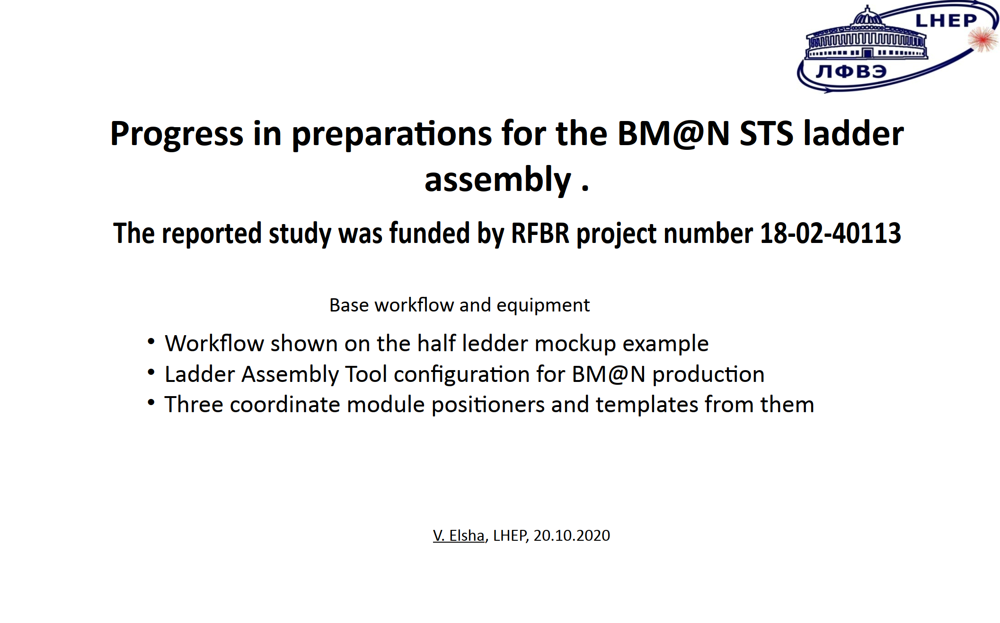 LHEP
ЛФВЭ
Progress in preparations for the BM@N STS ladder
assembly .
The reported study was funded by RFBR project number 18-02-40113
Base workflow and equipment
• Workflow shown on the half ledder mockup example
• Ladder Assembly Tool configuration for BM@N production
• Three coordinate module positioners and templates from them
V. Elsha, LHEP, 20.10.2020